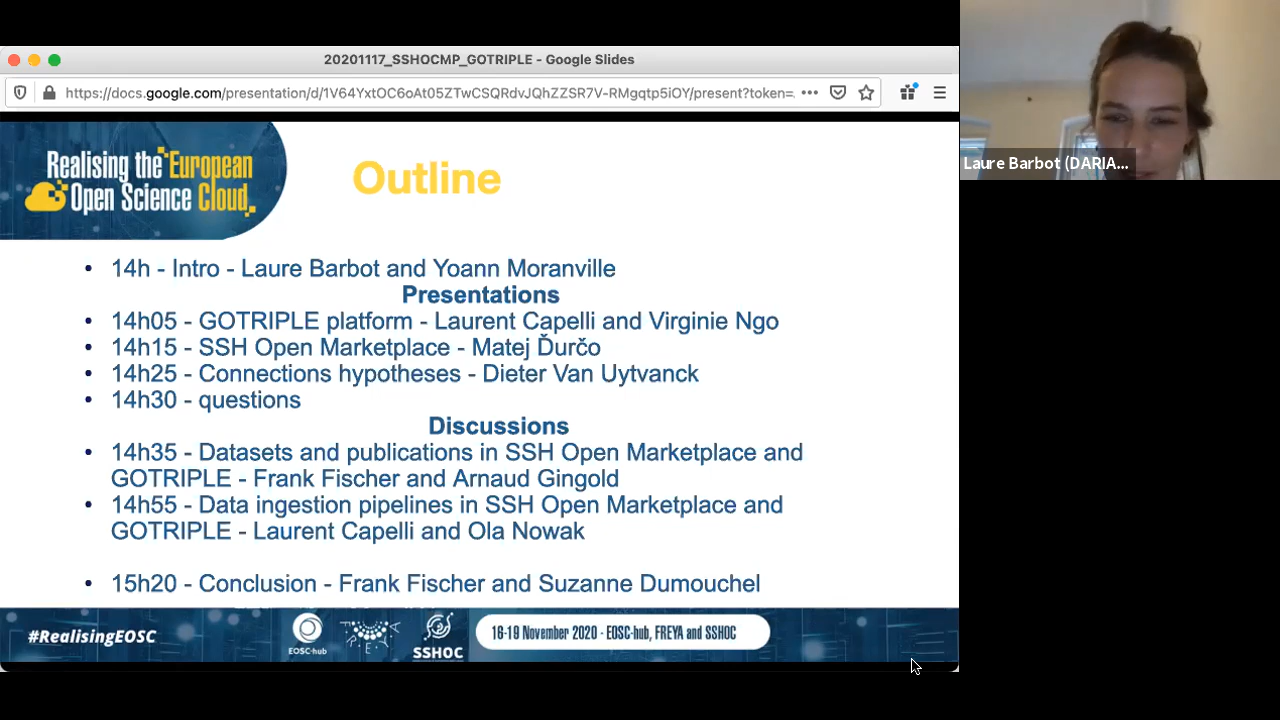 20201117_SSHOCMP_GOTRIPLE - Google Slides
https://docs.google.com/presentation/d/1V64YxtOC6oAt05ZTwCSQRdvJQhZZSR7V-RMgqtp5iOY/present?token=
Laure Barbot (DARIA...
Realising the European
Open Science Cloud
Outline
• 14h - Intro - Laure Barbot and Yoann Moranville
Presentations
• 14h05 - GOTRIPLE platform - Laurent Capelli and Virginie Ngo
• 14h15 - SSH Open Marketplace - Matej Ďurčo
• 14h25 - Connections hypotheses - Dieter Van Uytvanck
• 14h30 - questions
Discussions
• 14h35 - Datasets and publications in SSH Open Marketplace and
GOTRIPLE - Frank Fischer and Arnaud Gingold
• 14h55 - Data ingestion pipelines in SSH Open Marketplace and
GOTRIPLE - Laurent Capelli and Ola Nowak
• 15h20 - Conclusion - Frank Fischer and Suzanne Dumouchel
#RealisingEOSC
EOSC-hub
FREYA
SSHOC
16-19 November 2020 - EOSC-hub, FREYA and SSHOC